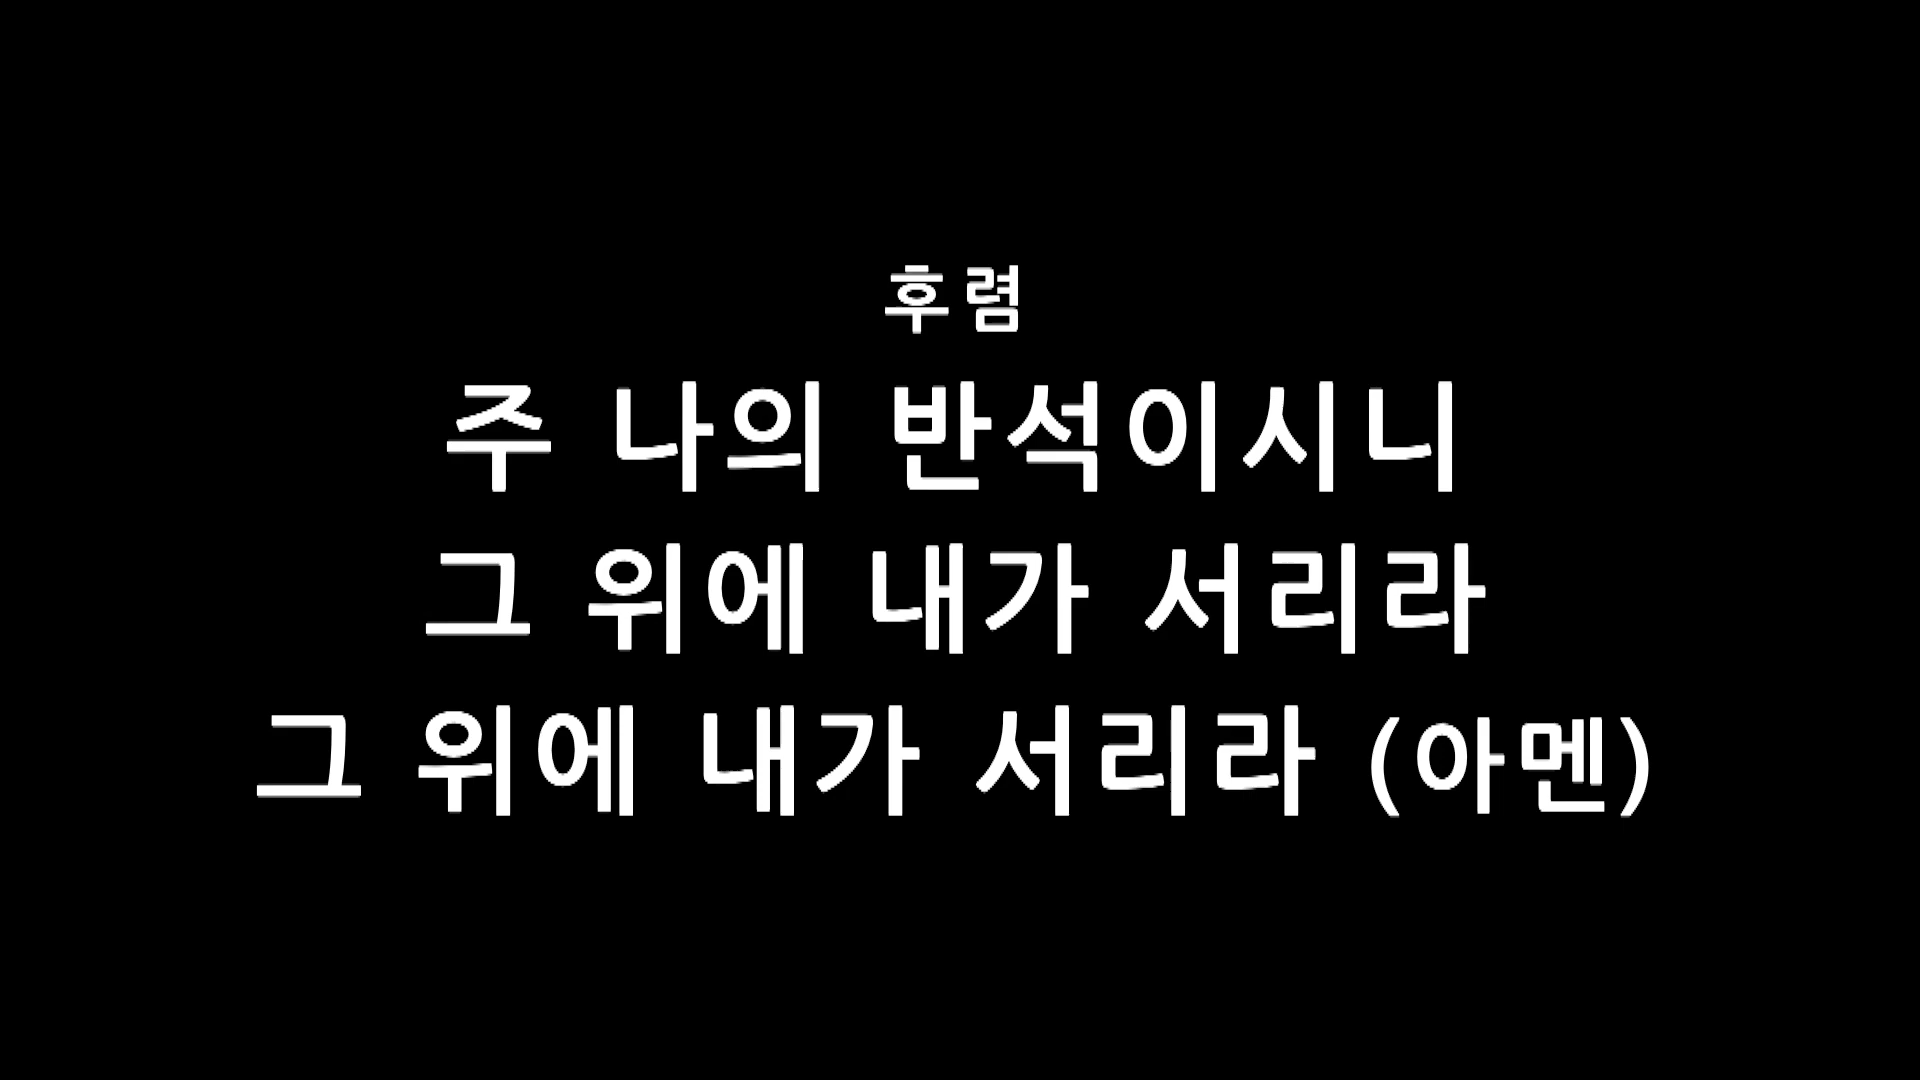 후렴
주 나의 반석이시니
그 위에 내가 서리라
그 위에 내가 서리라 (아멘)